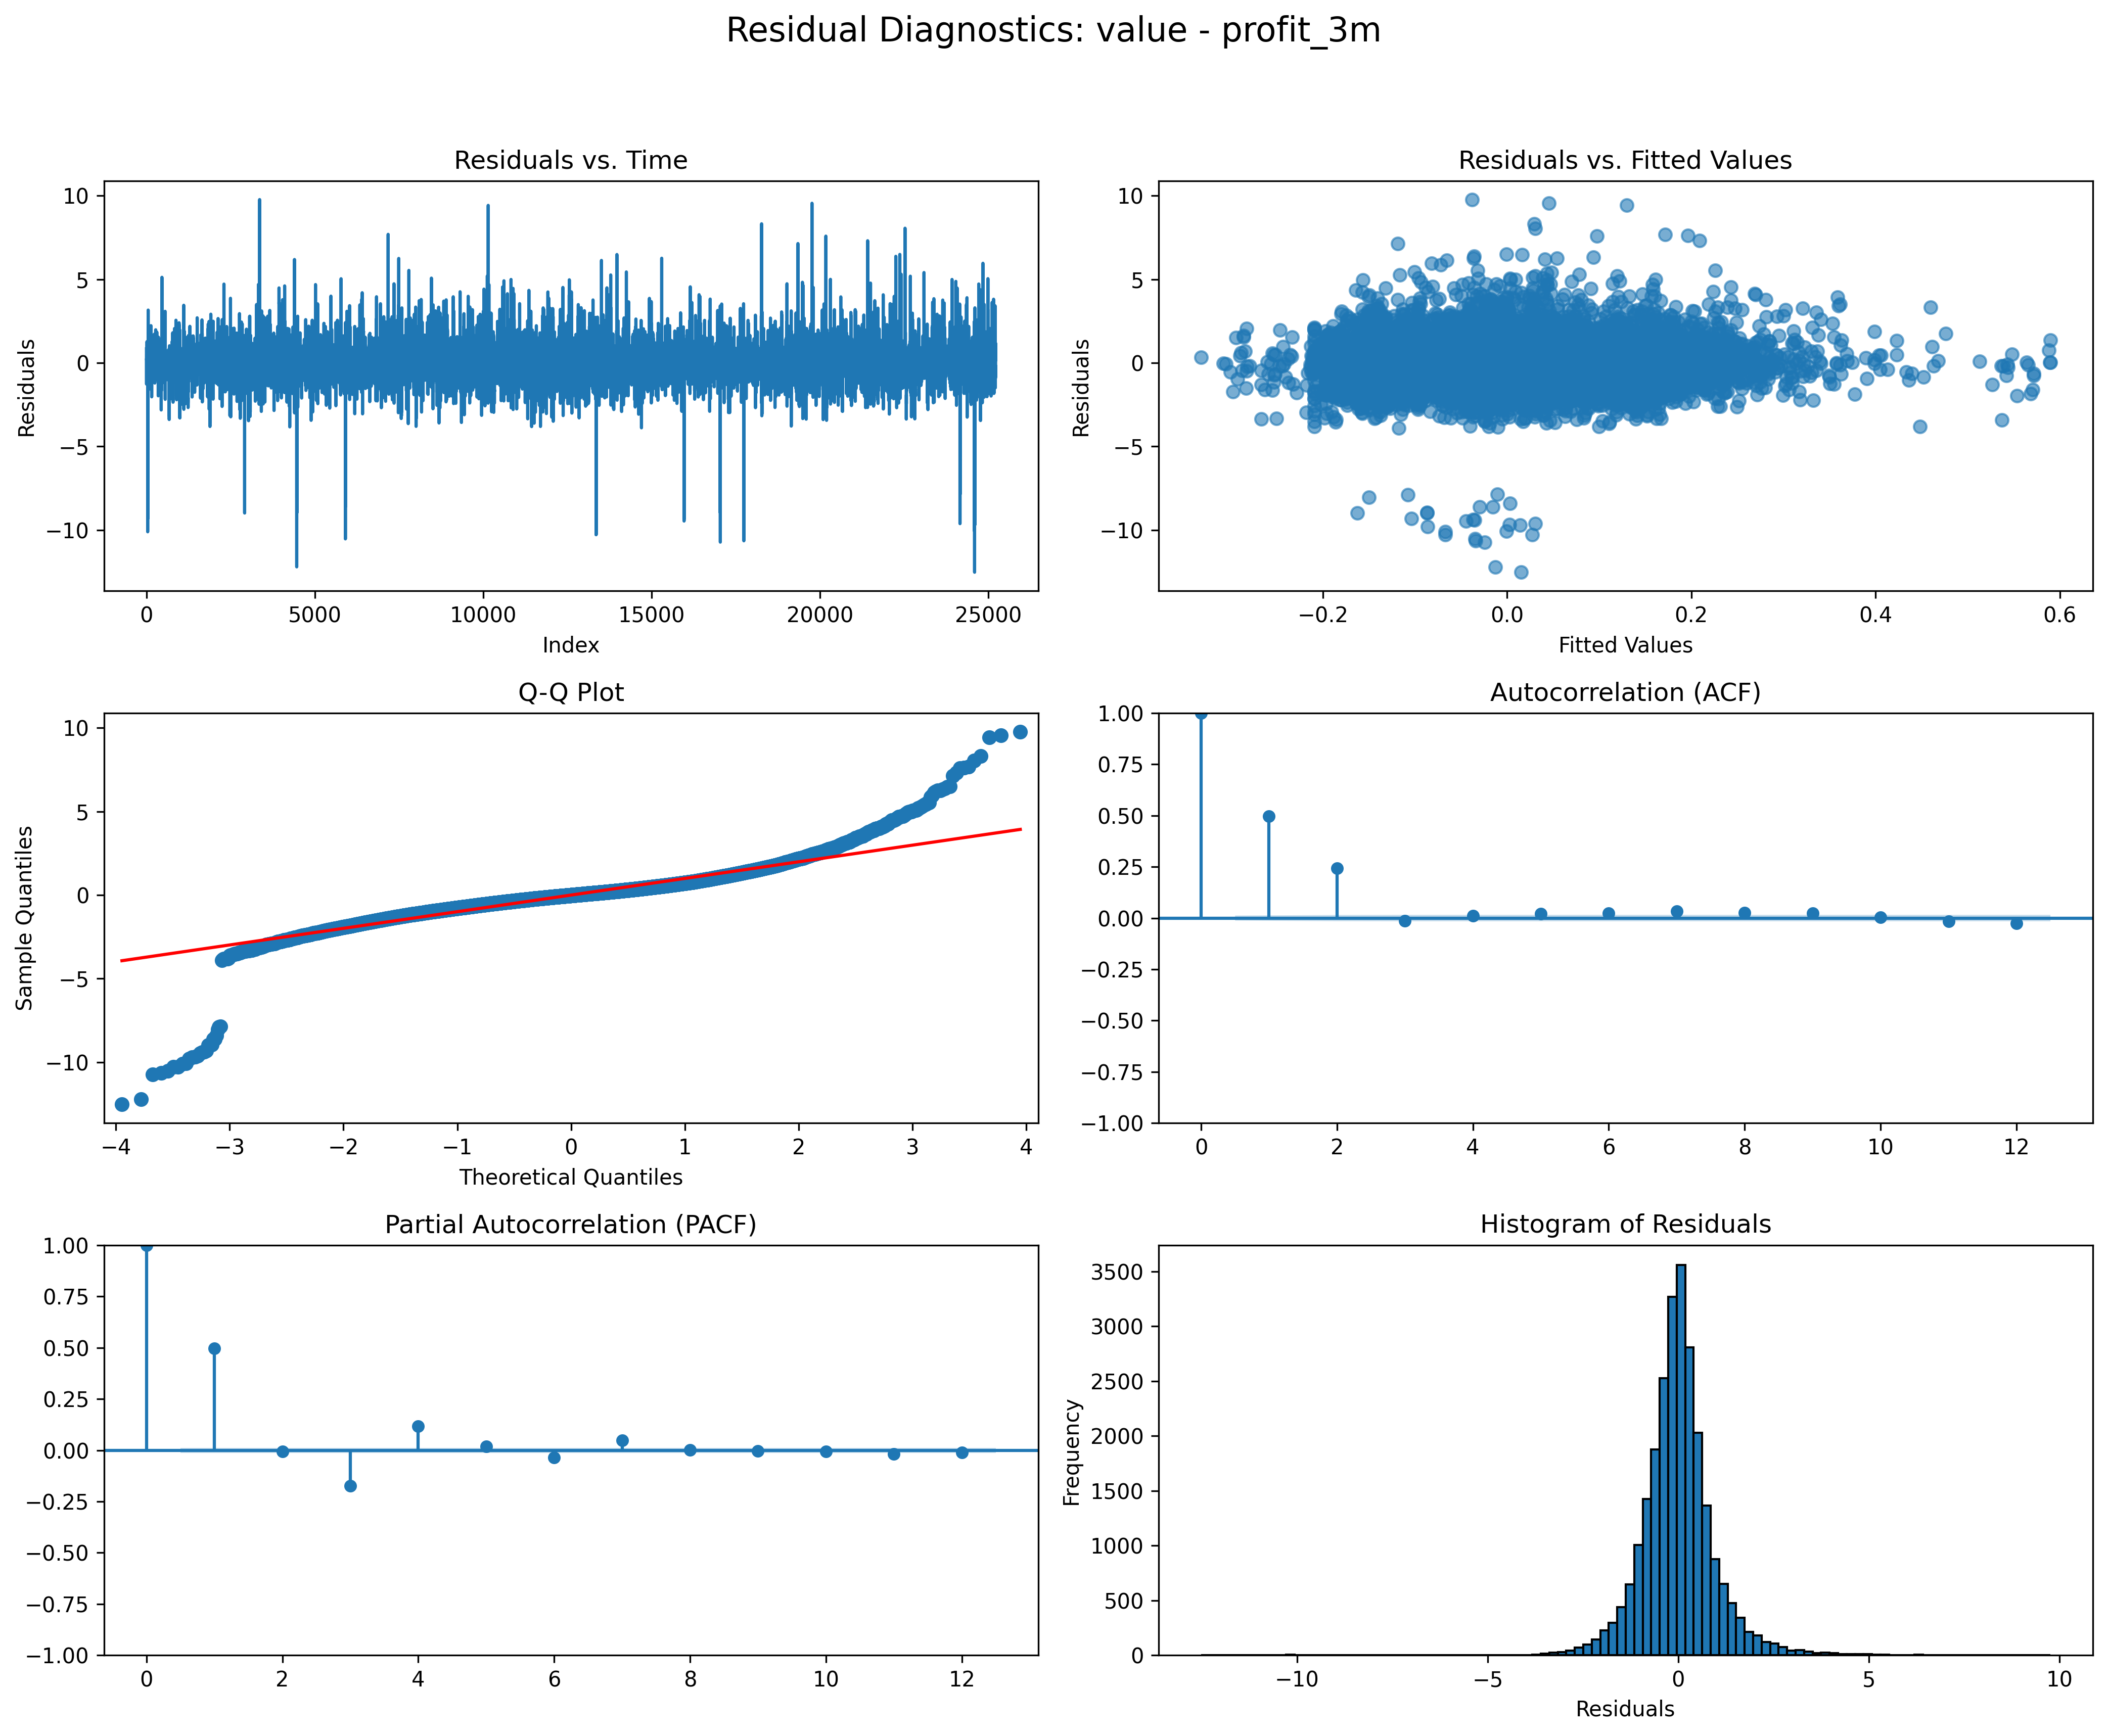 Residual Diagnostics: value - profit_3m
Residuals vs. Time
Residuals
10
5
0
−5
−10
0 5000 10000 15000 20000 25000
Index
Residuals vs. Fitted Values
Residuals
10
5
0
−5
−10
−0.2 0.0 0.2 0.4 0.6
Fitted Values
Q-Q Plot
Sample Quantiles
10
5
0
−5
−10
−4 −3 −2 −1 0 1 2 3 4
Theoretical Quantiles
Autocorrelation (ACF)
1.00
0.75
0.50
0.25
0.00
−0.25
−0.50
−0.75
−1.00
0 2 4 6 8 10 12
Partial Autocorrelation (PACF)
1.00
0.75
0.50
0.25
0.00
−0.25
−0.50
−0.75
−1.00
0 2 4 6 8 10 12
Histogram of Residuals
Frequency
3500
3000
2500
2000
1500
1000
500
0
−10 −5 0 5 10
Residuals